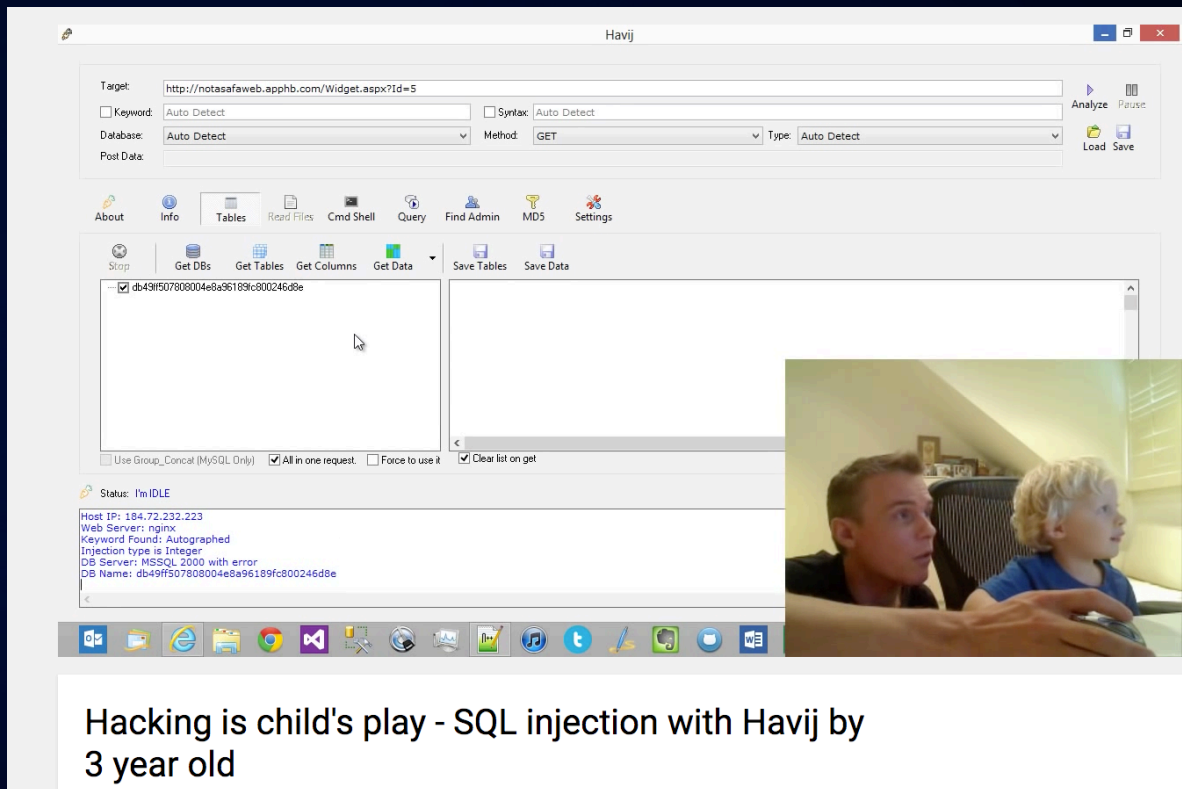 Havij
Target: http://notasafaweb.apphb.com/Widget.aspx?Id=5
Analyze Pause
Keyword: Auto Detect Syntax: Auto Detect
Database: Auto Detect Method: GET Type: Auto Detect
Load Save
Post Data:
About Info Tables Read Files Cmd Shell Query Find Admin MD5 Settings
Stop Get DBs Get Tables Get Columns Get Data Save Tables Save Data
db49ff507808004e8a96189fc800246d8e
Use Group_Concat (MySQL Only) All in one request. Force to use it Clear list on get
Status: I'm IDLE
Host IP: 184.72.232.223
Web Server: nginx
Keyword Found: Autographed
Injection type is Integer
DB Server: MSSQL 2000 with error
DB Name: db49ff507808004e8a96189fc800246d8e
Hacking is child's play - SQL injection with Havij by
3 year old